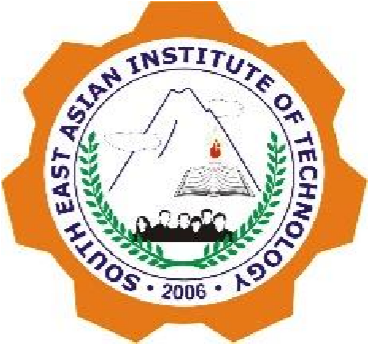 SOUTH EAST ASIAN INSTITUTE OF TECHNOLOGY
· 2006 ·